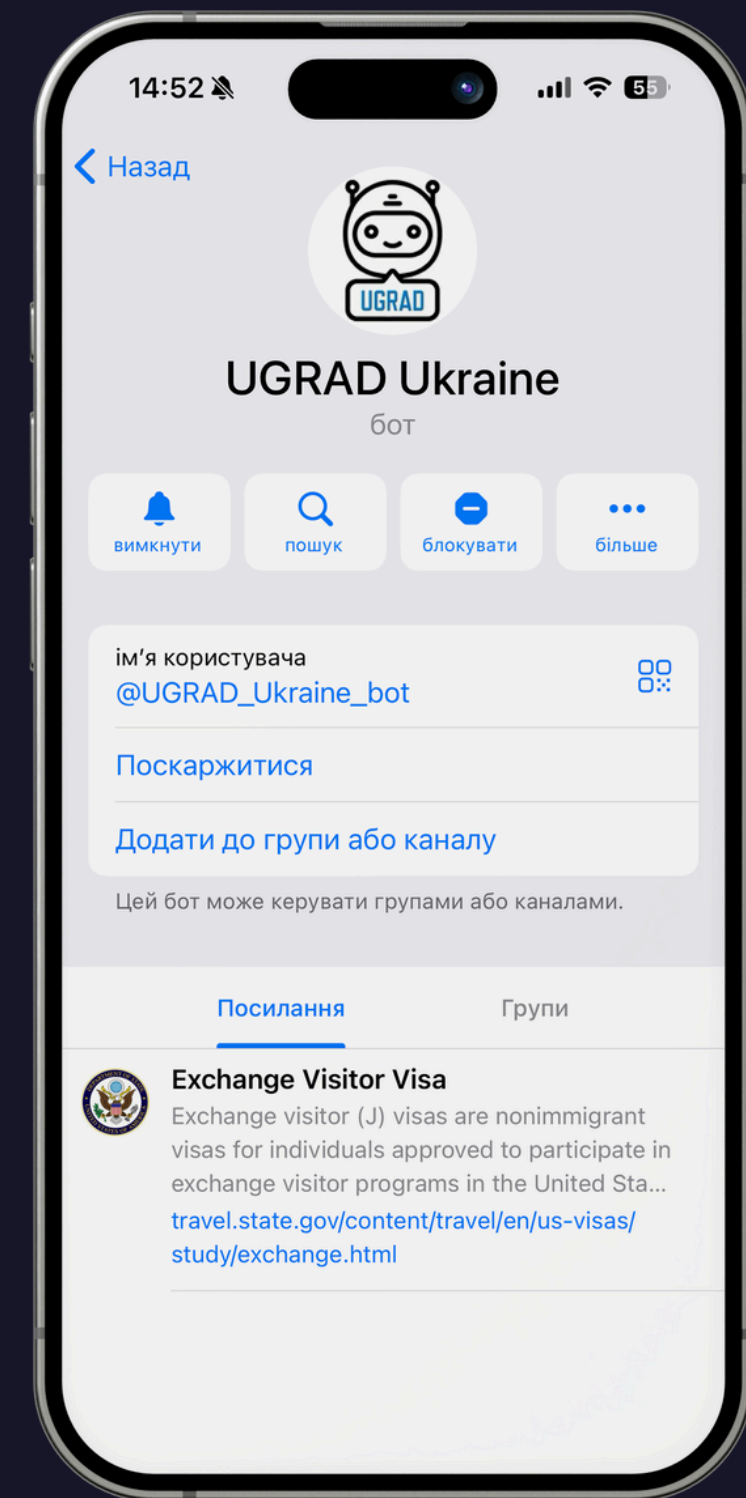 14:52
55
Назад
UGRAD
UGRAD Ukraine
бот
вимкнути
пошук
блокувати
більше
ім’я користувача
@UGRAD_Ukraine_bot
Поскаржитися
Додати до групи або каналу
Цей бот може керувати групами або каналами.
Посилання
Групи
Exchange Visitor Visa
Exchange visitor (J) visas are nonimmigrant
visas for individuals approved to participate in
exchange visitor programs in the United Sta...
travel.state.gov/content/travel/en/us-visas/
study/exchange.html